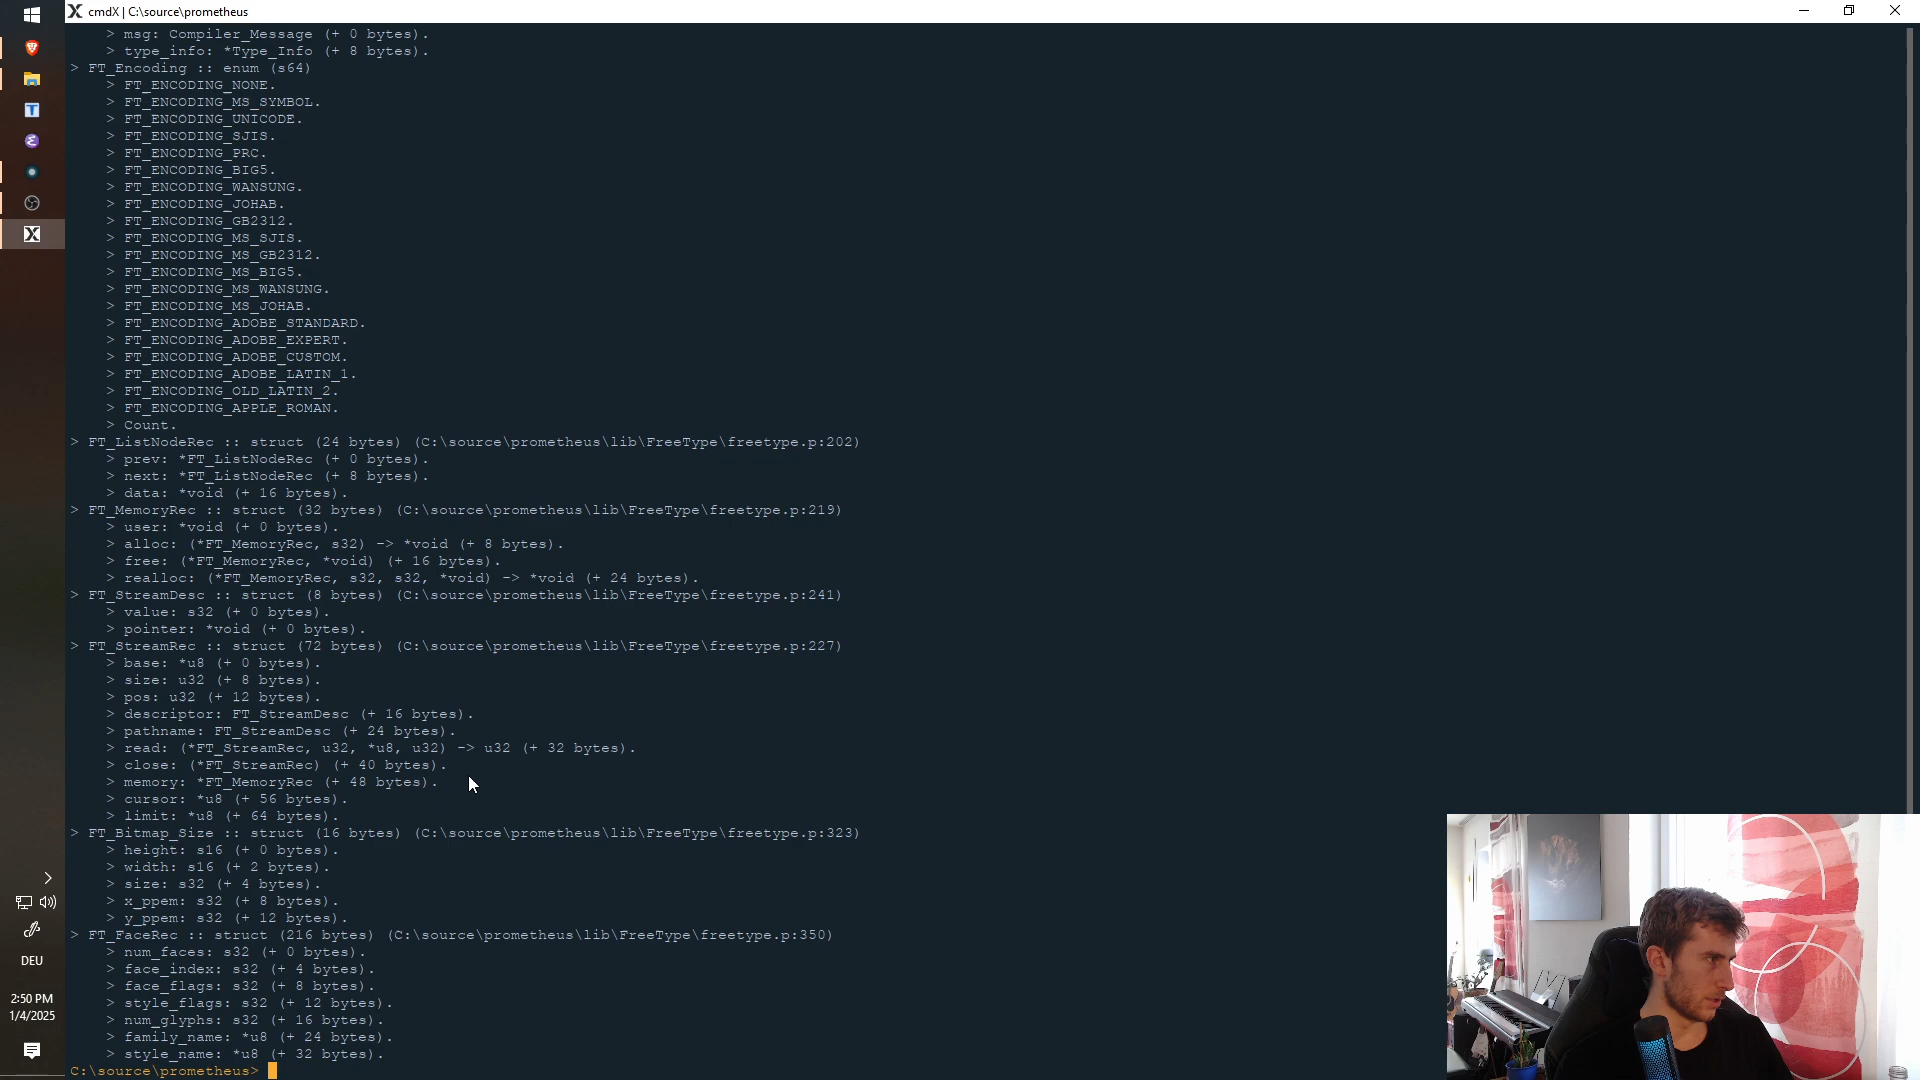 cmdX | C:\source\prometheus
> msg: Compiler_Message (+ 0 bytes).
> type_info: *Type_Info (+ 8 bytes).
> FT_Encoding :: enum (s64)
> FT_ENCODING_NONE.
> FT_ENCODING_MS_SYMBOL.
> FT_ENCODING_UNICODE.
> FT_ENCODING_SJIS.
> FT_ENCODING_PRC.
> FT_ENCODING_BIG5.
> FT_ENCODING_WANSUNG.
> FT_ENCODING_JOHAB.
> FT_ENCODING_GB2312.
> FT_ENCODING_MS_SJIS.
> FT_ENCODING_MS_GB2312.
> FT_ENCODING_MS_BIG5.
> FT_ENCODING_MS_WANSUNG.
> FT_ENCODING_MS_JOHAB.
> FT_ENCODING_ADOBE_STANDARD.
> FT_ENCODING_ADOBE_EXPERT.
> FT_ENCODING_ADOBE_CUSTOM.
> FT_ENCODING_ADOBE_LATIN_1.
> FT_ENCODING_OLD_LATIN_2.
> FT_ENCODING_APPLE_ROMAN.
> Count.
> FT_ListNodeRec :: struct (24 bytes) (C:\source\prometheus\lib\FreeType\freetype.p:202)
> prev: *FT_ListNodeRec (+ 0 bytes).
> next: *FT_ListNodeRec (+ 8 bytes).
> data: *void (+ 16 bytes).
> FT_MemoryRec :: struct (32 bytes) (C:\source\prometheus\lib\FreeType\freetype.p:219)
> user: *void (+ 0 bytes).
> alloc: (*FT_MemoryRec, s32) -> *void (+ 8 bytes).
> free: (*FT_MemoryRec, *void) (+ 16 bytes).
> realloc: (*FT_MemoryRec, s32, s32, *void) -> *void (+ 24 bytes).
> FT_StreamDesc :: struct (8 bytes) (C:\source\prometheus\lib\FreeType\freetype.p:241)
> value: s32 (+ 0 bytes).
> pointer: *void (+ 0 bytes).
> FT_StreamRec :: struct (72 bytes) (C:\source\prometheus\lib\FreeType\freetype.p:227)
> base: *u8 (+ 0 bytes).
> size: u32 (+ 8 bytes).
> pos: u32 (+ 12 bytes).
> descriptor: FT_StreamDesc (+ 16 bytes).
> pathname: FT_StreamDesc (+ 24 bytes).
> read: (*FT_StreamRec, u32, *u8, u32) -> u32 (+ 32 bytes).
> close: (*FT_StreamRec) (+ 40 bytes).
> memory: *FT_MemoryRec (+ 48 bytes).
> cursor: *u8 (+ 56 bytes).
> limit: *u8 (+ 64 bytes).
> FT_Bitmap_Size :: struct (16 bytes) (C:\source\prometheus\lib\FreeType\freetype.p:323)
> height: s16 (+ 0 bytes).
> width: s16 (+ 2 bytes).
> size: s32 (+ 4 bytes).
> x_ppem: s32 (+ 8 bytes).
> y_ppem: s32 (+ 12 bytes).
> FT_FaceRec :: struct (216 bytes) (C:\source\prometheus\lib\FreeType\freetype.p:350)
> num_faces: s32 (+ 0 bytes).
> face_index: s32 (+ 4 bytes).
> face_flags: s32 (+ 8 bytes).
> style_flags: s32 (+ 12 bytes).
> num_glyphs: s32 (+ 16 bytes).
> family_name: *u8 (+ 24 bytes).
> style_name: *u8 (+ 32 bytes).
C:\source\prometheus>
DEU
2:50 PM
1/4/2025